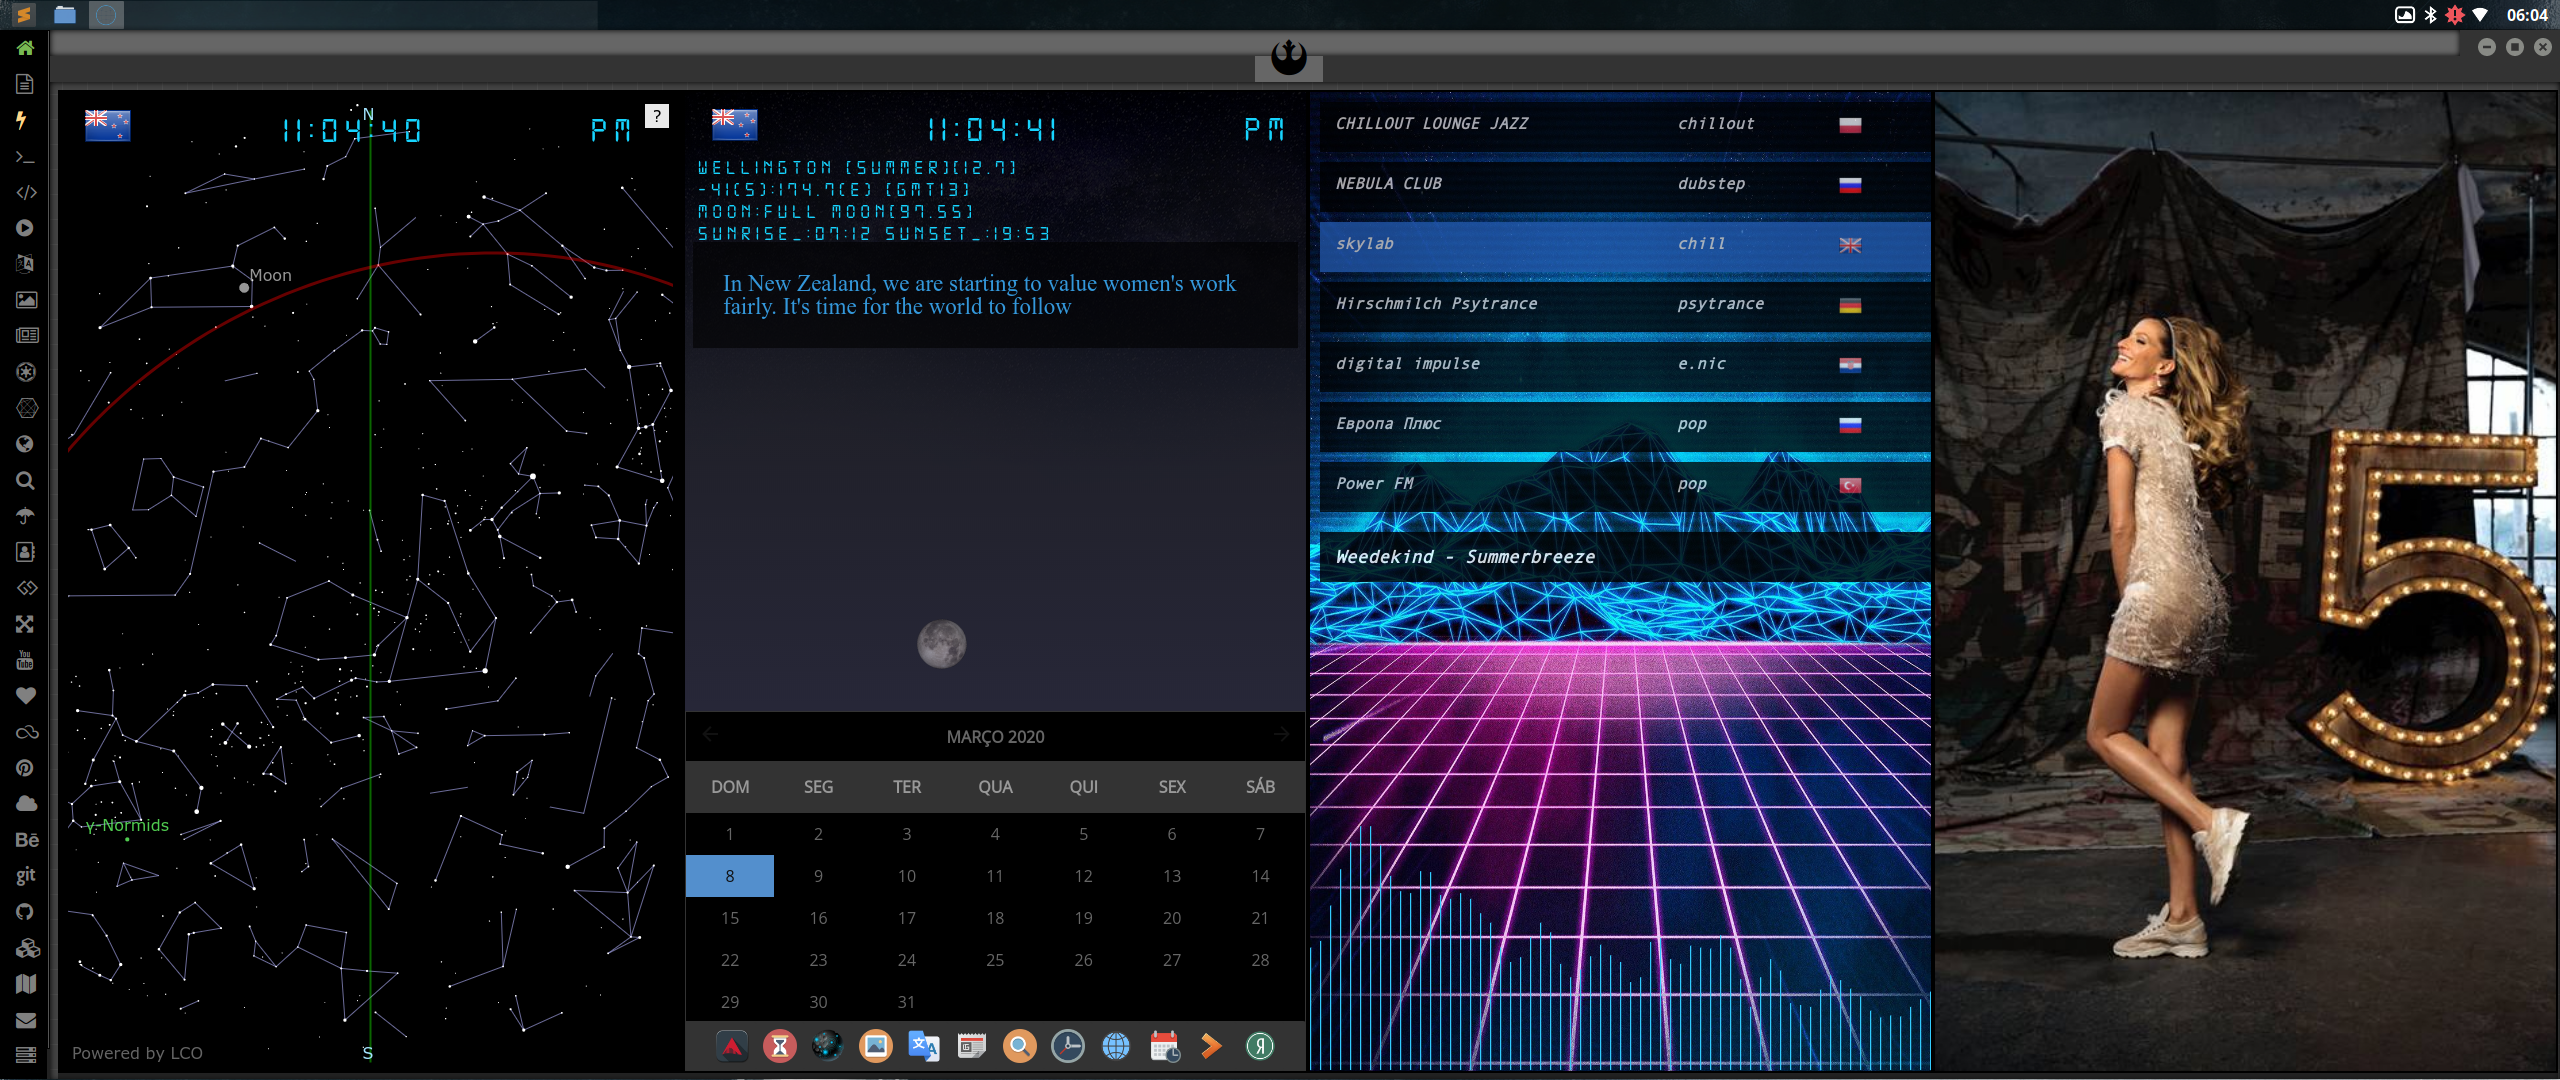 06:04
N
11:04:40
PM
?
Moon
γ-Normids
Powered by LCO
S
11:04:41
PM
WELLINGTON (SUMMER)(12.7)
-41(S):174.7(E) (GMT13)
MOON:FULL MOON(97.55)
SUNRISE_:07:12 SUNSET_:19:53
In New Zealand, we are starting to value women's work
fairly. It's time for the world to follow
MARÇO 2020
DOM SEG TER QUA QUI SEX SÁB
1 2 3 4 5 6 7
8 9 10 11 12 13 14
15 16 17 18 19 20 21
22 23 24 25 26 27 28
29 30 31
CHILLOUT LOUNGE JAZZ chillout
NEBULA CLUB dubstep
skylab chill
Hirschmilch Psytrance psytrance
digital impulse e.nic
Европа Плюс pop
Power FM pop
Weedekind - Summerbreeze
5
You
Tube
Bē
git